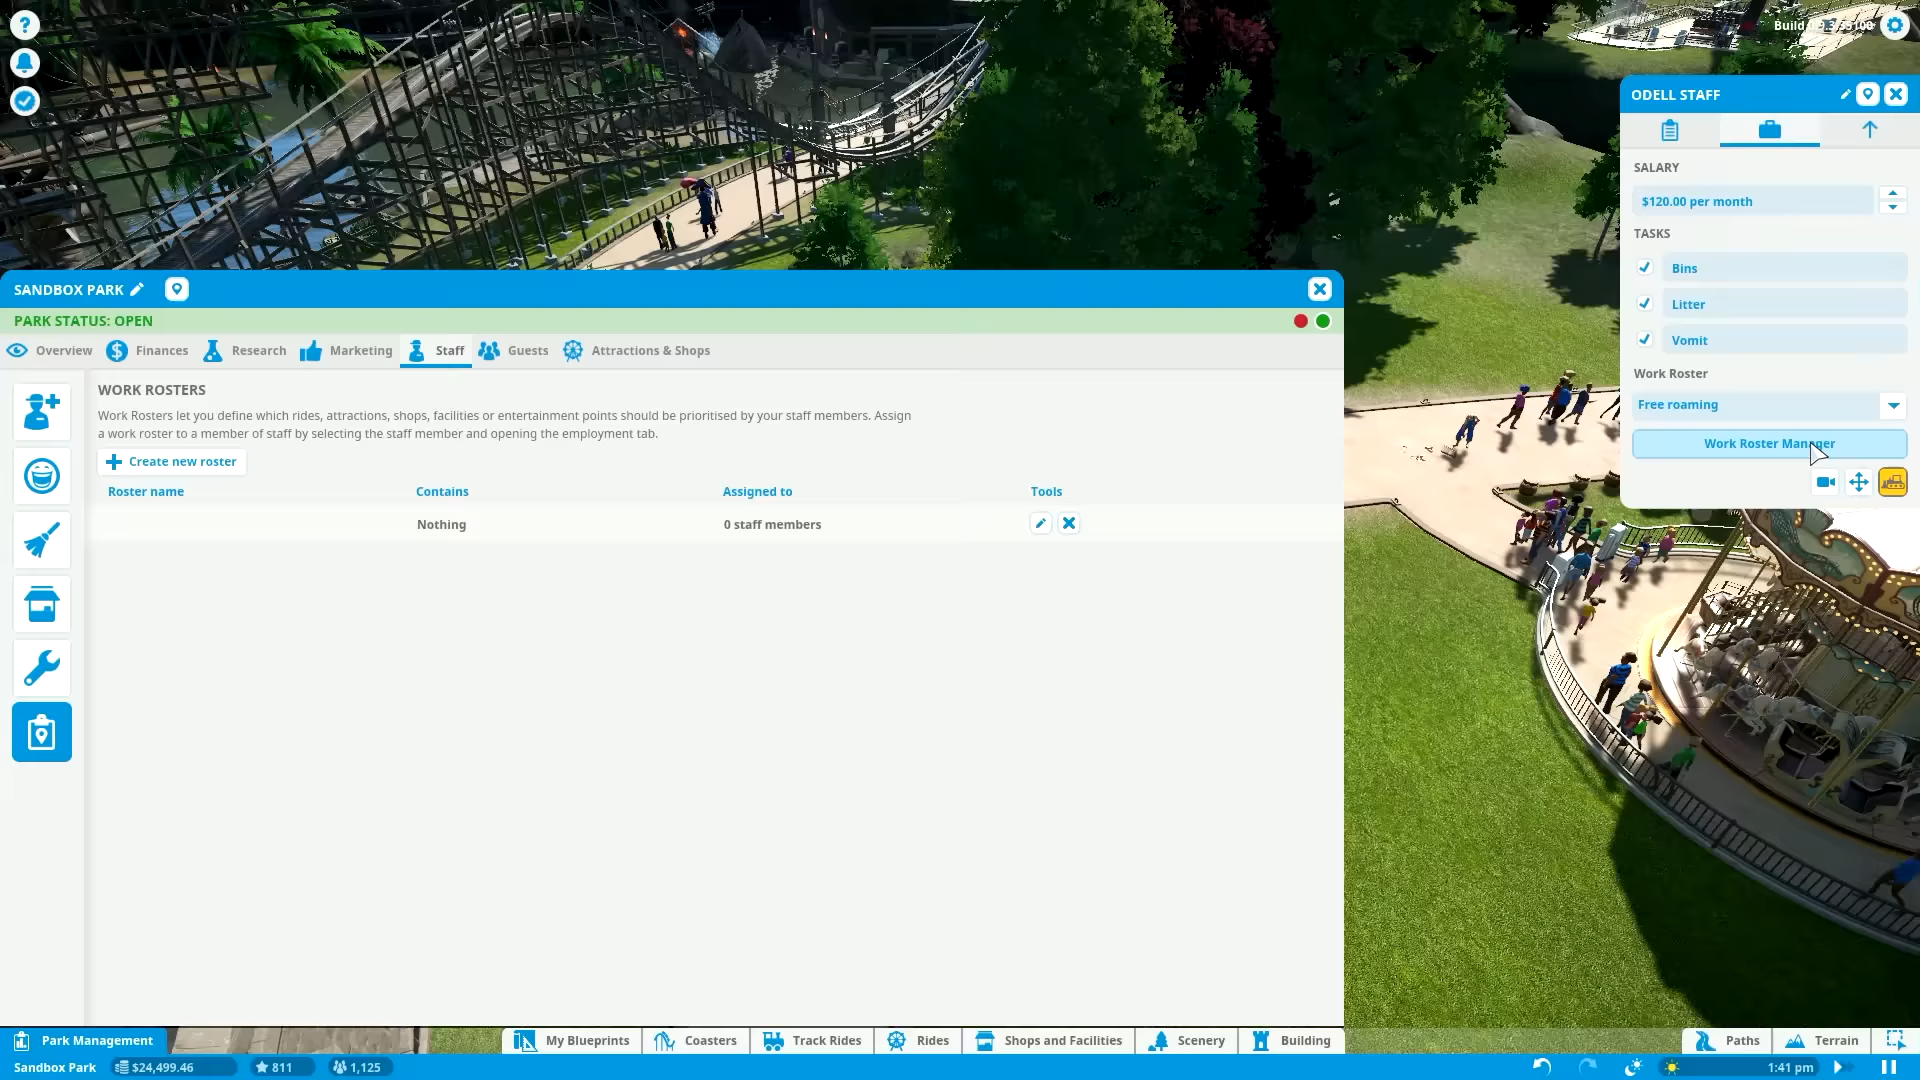 Build
ODELL STAFF
SALARY
$120.00 per month
TASKS
Bins
Litter
Vomit
Work Roster
Free roaming
Work Roster Manager
SANDBOX PARK
PARK STATUS: OPEN
Overview
Finances
Research
Marketing
Staff
Guests
Attractions & Shops
WORK ROSTERS
Work Rosters let you define which rides, attractions, shops, facilities or entertainment points should be prioritised by your staff members. Assign
a work roster to a member of staff by selecting the staff member and opening the employment tab.
Create new roster
Roster name
Contains
Assigned to
Tools
Nothing
0 staff members
Park Management
My Blueprints
Coasters
Track Rides
Rides
Shops and Facilities
Scenery
Building
Paths
Terrain
Sandbox Park
$24,499.46
811
1,125
1:41 pm